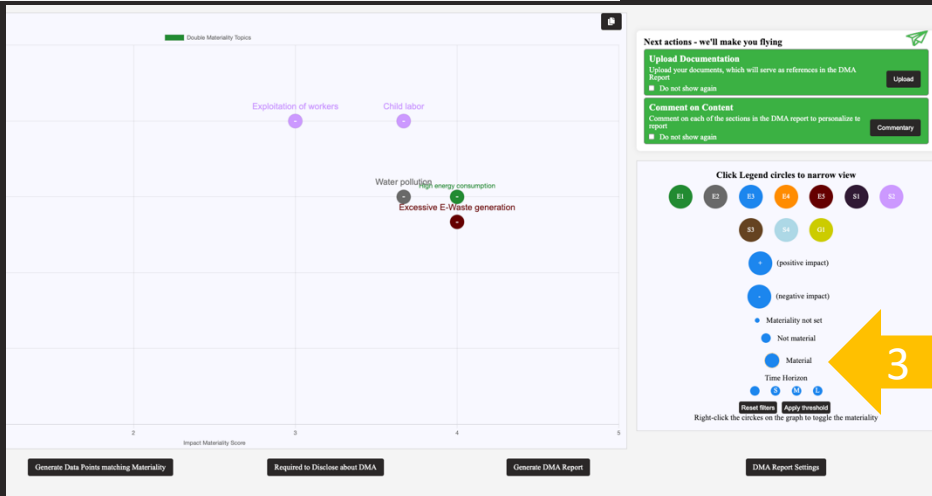 Double Materiality Topics
Exploitation of workers
Child labor
-
-
Water pollution
High energy consumption
-
-
Excessive E-Waste generation
-
2
3
4
5
Impact Materiality Score
Generate Data Points matching Materiality
Required to Disclose about DMA
Generate DMA Report
DMA Report Settings
Next actions - we'll make you flying
Upload Documentation
Upload your documents, which will serve as references in the DMA
Report
Do not show again
Upload
Comment on Content
Comment on each of the sections in the DMA report to personalize te
report
Do not show again
Commentary
Click Legend circles to narrow view
E1 E2 E3 E4 E5 S1 S2
S3 S4 G1
+ (positive impact)
- (negative impact)
Materiality not set
Not material
Material
3
Time Horizon
S M L
Reset filters Apply threshold
Right-click the circkes on the graph to toggle the materiality